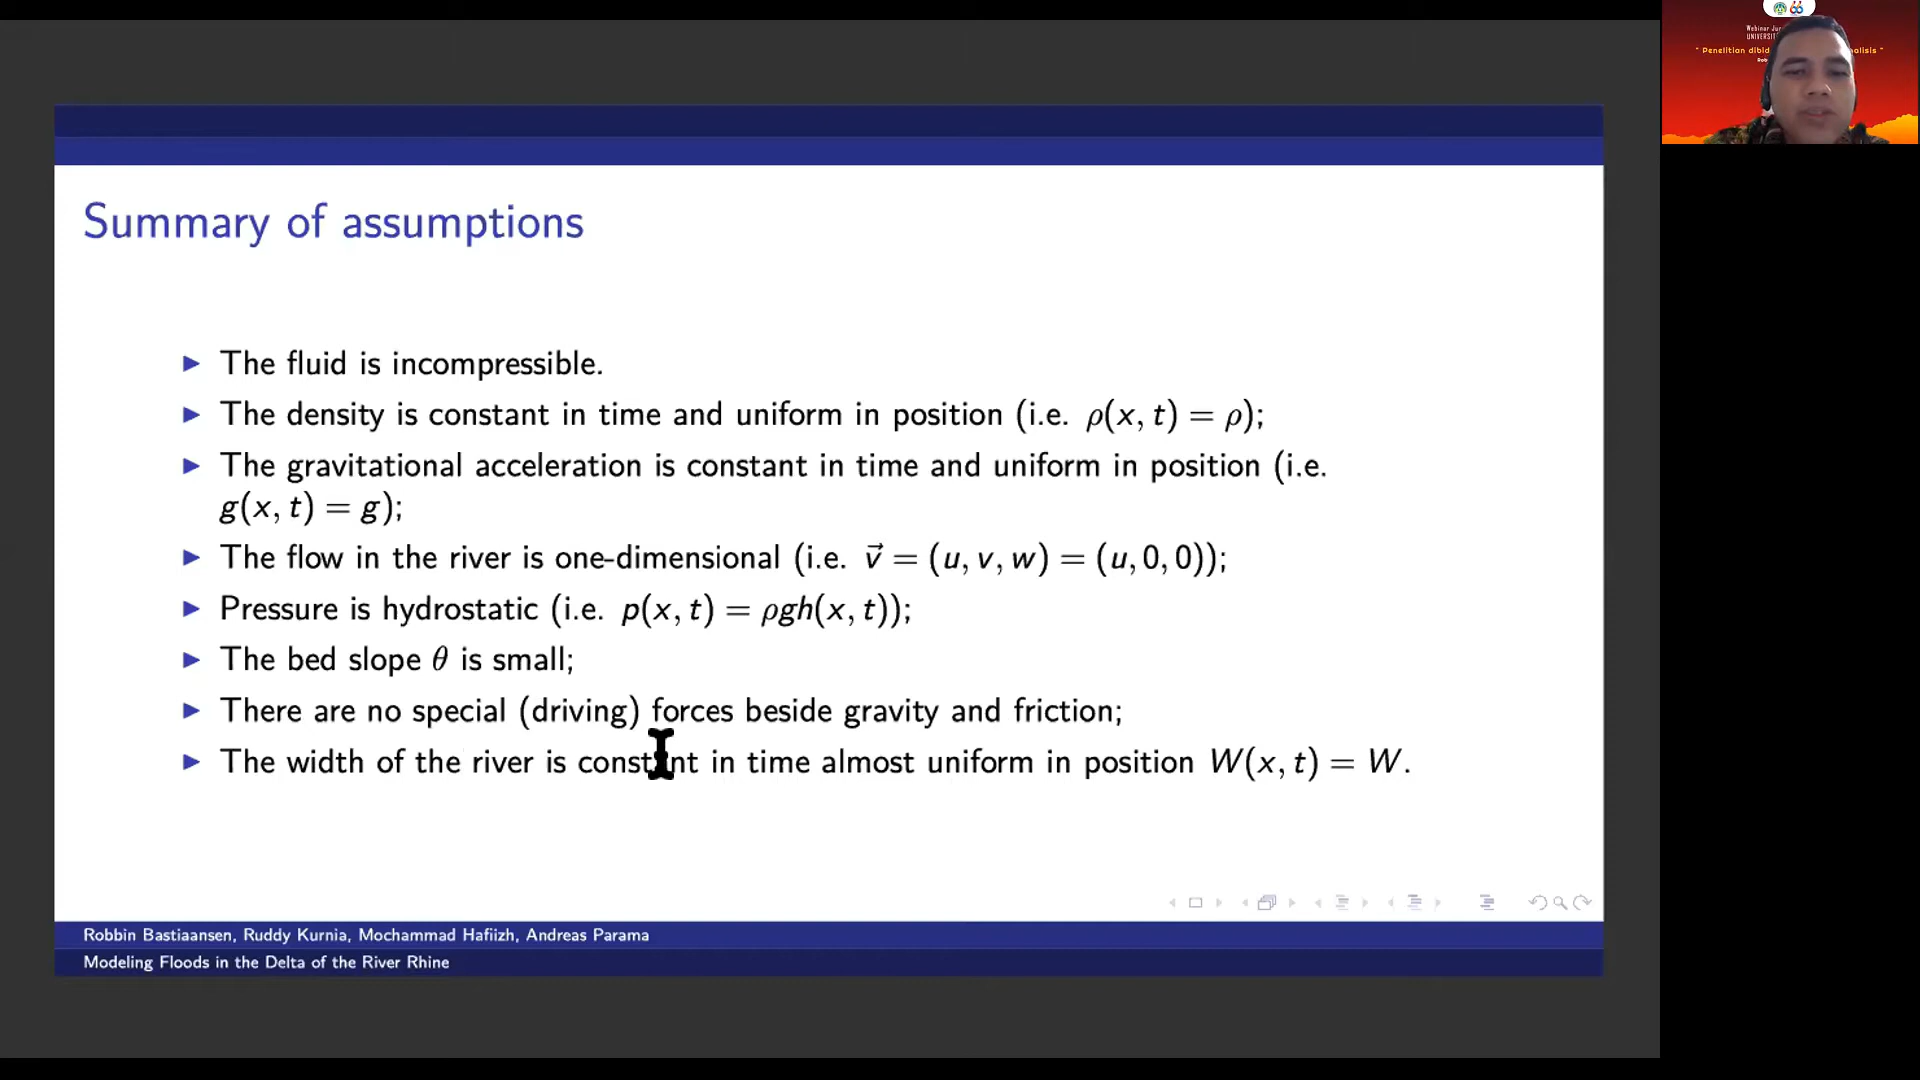 Summary of assumptions
▶ The fluid is incompressible.
▶ The density is constant in time and uniform in position (i.e. ρ(x, t) = ρ);
▶ The gravitational acceleration is constant in time and uniform in position (i.e.
g(x, t) = g);
▶ The flow in the river is one-dimensional (i.e. v⃗ = (u, v, w) = (u, 0, 0));
▶ Pressure is hydrostatic (i.e. p(x, t) = ρgh(x, t));
▶ The bed slope θ is small;
▶ There are no special (driving) forces beside gravity and friction;
▶ The width of the river is constant in time almost uniform in position W(x, t) = W.
Robbin Bastiaansen, Ruddy Kurnia, Mochammad Hafiizh, Andreas Parama
Modeling Floods in the Delta of the River Rhine
Webinar
" Penelitian